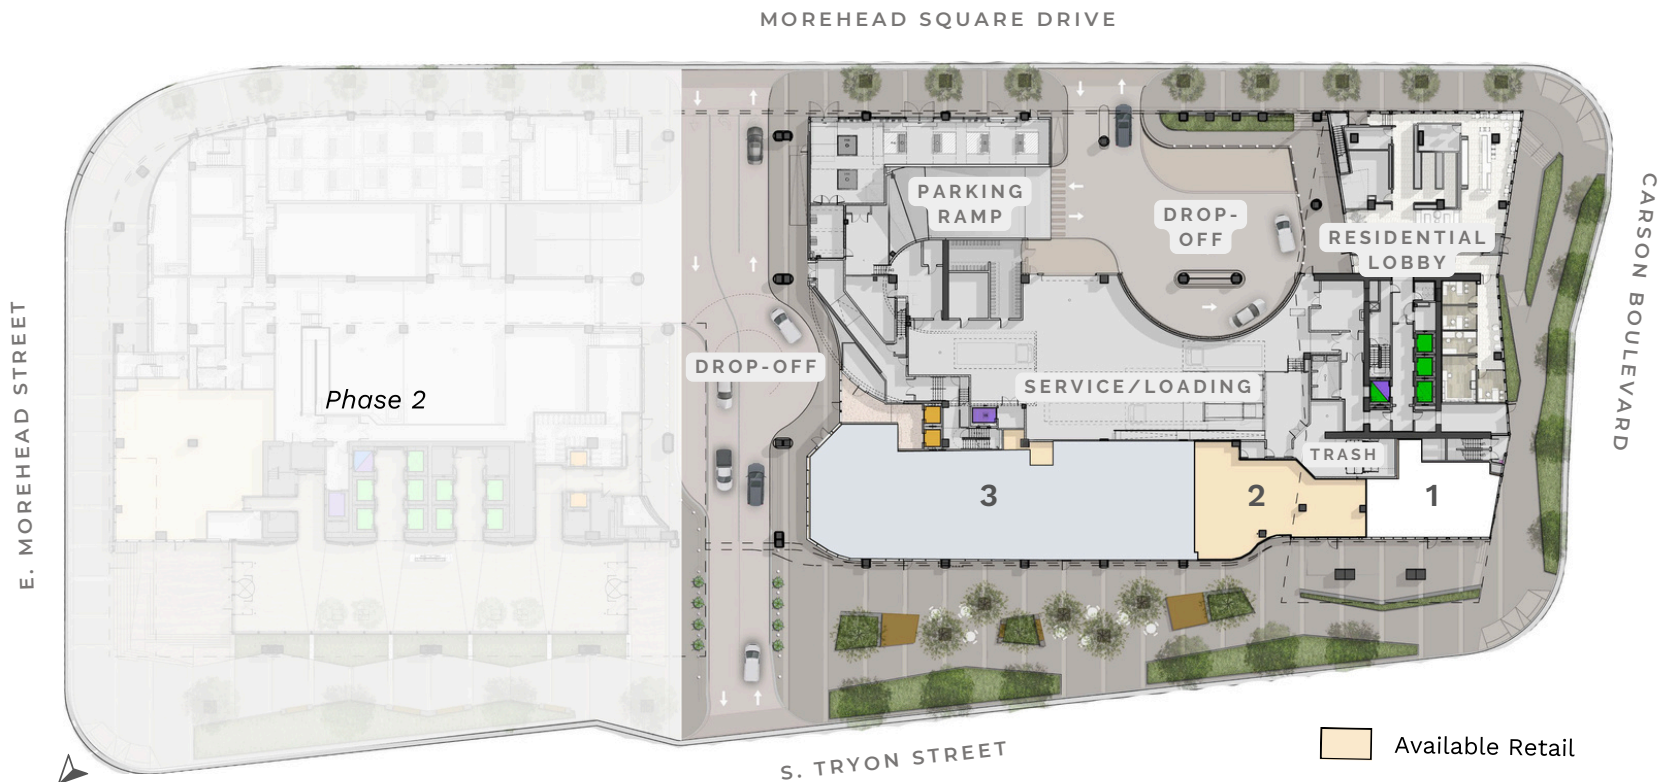 MOREHEAD SQUARE DRIVE
PARKING
RAMP
DROP-
OFF
RESIDENTIAL
LOBBY
CARSON BOULEVARD
E. MOREHEAD STREET
DROP-OFF
SERVICE/LOADING
Phase 2
TRASH
3
2
1
S. TRYON STREET
Available Retail